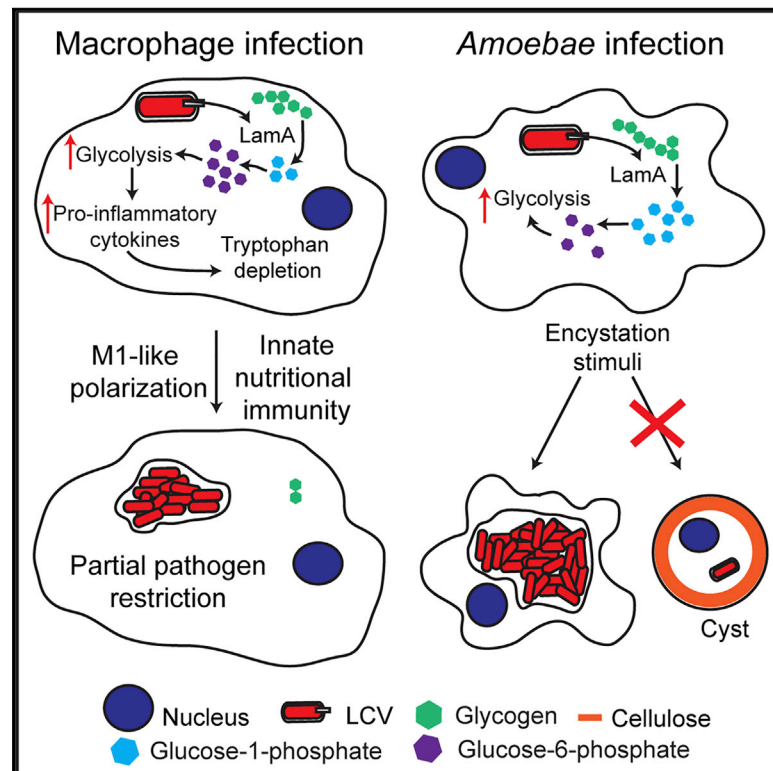 Macrophage infection
LamA
Glycolysis
Pro-inflammatory
cytokines
Tryptophan
depletion
M1-like
polarization
Innate
nutritional
immunity
Partial pathogen
restriction
Amoebae infection
LamA
Glycolysis
Encystation
stimuli
Cyst
Nucleus
LCV
Glycogen
Cellulose
Glucose-1-phosphate
Glucose-6-phosphate